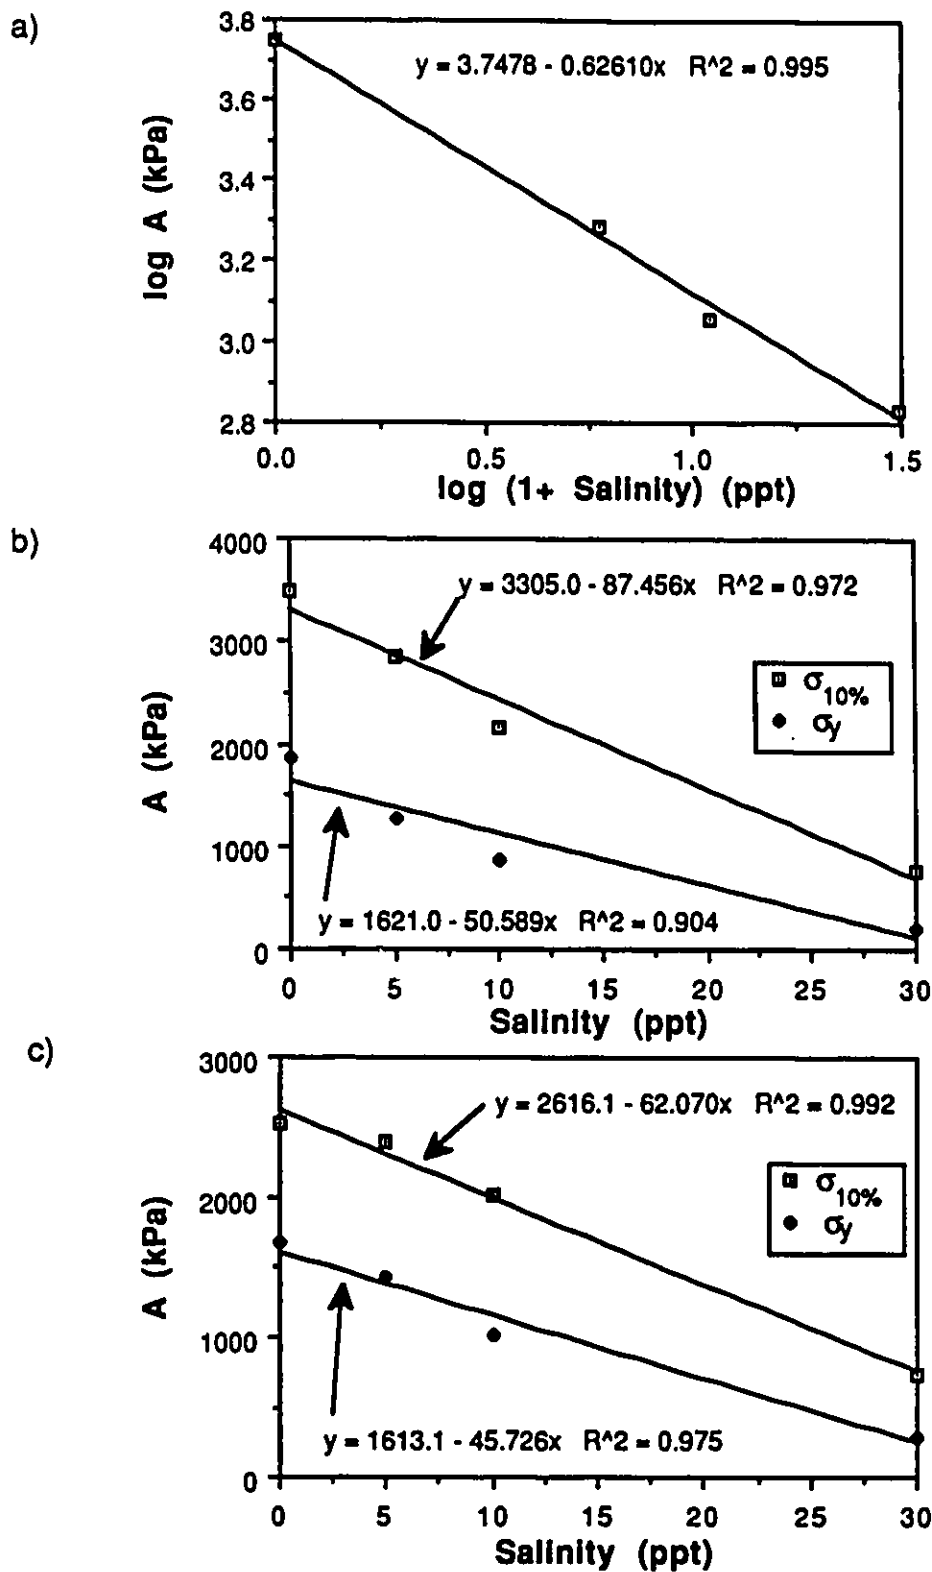 a)
3.8
y = 3.7478 - 0.62610x R^2 = 0.995
3.6
3.4
3.2
3.0
2.8
log A (kPa)
0.0 0.5 1.0 1.5
log (1+ Salinity) (ppt)
b)
4000
y = 3305.0 - 87.456x R^2 = 0.972
3000
σ10%
σy
2000
A (kPa)
1000
y = 1621.0 - 50.589x R^2 = 0.904
0
0 5 10 15 20 25 30
Salinity (ppt)
c)
3000
y = 2616.1 - 62.070x R^2 = 0.992
σ10%
σy
2000
A (kPa)
1000
y = 1613.1 - 45.726x R^2 = 0.975
0
0 5 10 15 20 25 30
Salinity (ppt)